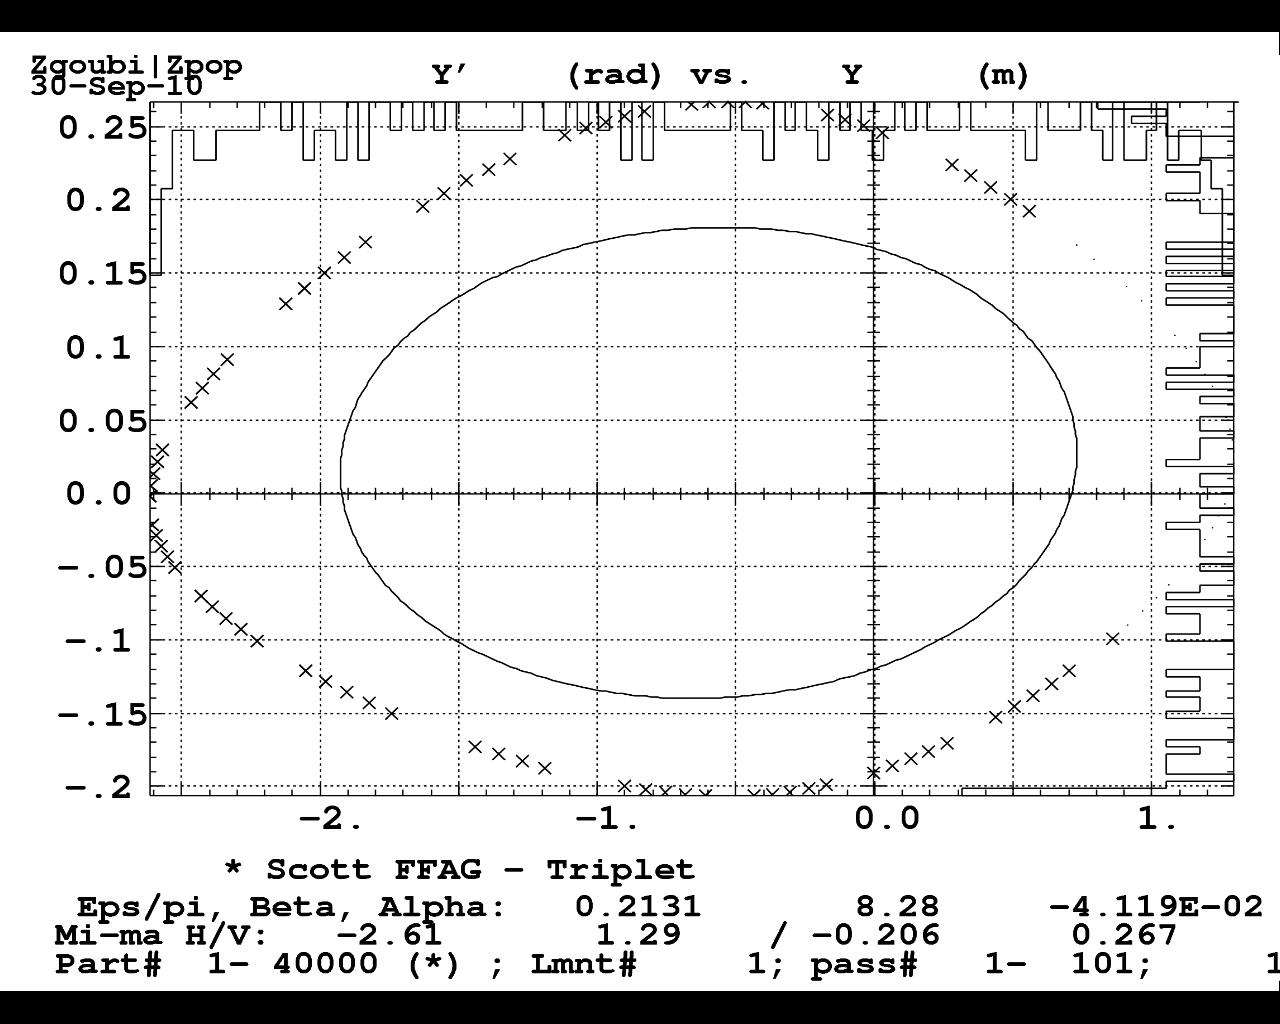 Zgoubi|Zpop
30-Sep-10
Y' (rad) vs. Y (m)
0.25
0.2
0.15
0.1
0.05
0.0
-.05
-.1
-.15
-.2
-2. -1. 0.0 1.
* Scott FFAG - Triplet
Eps/pi, Beta, Alpha: 0.2131 8.28 -4.119E-02
Mi-ma H/V: -2.61 1.29 / -0.206 0.267
Part# 1- 40000 (*) ; Lmnt# 1; pass# 1- 101; 1